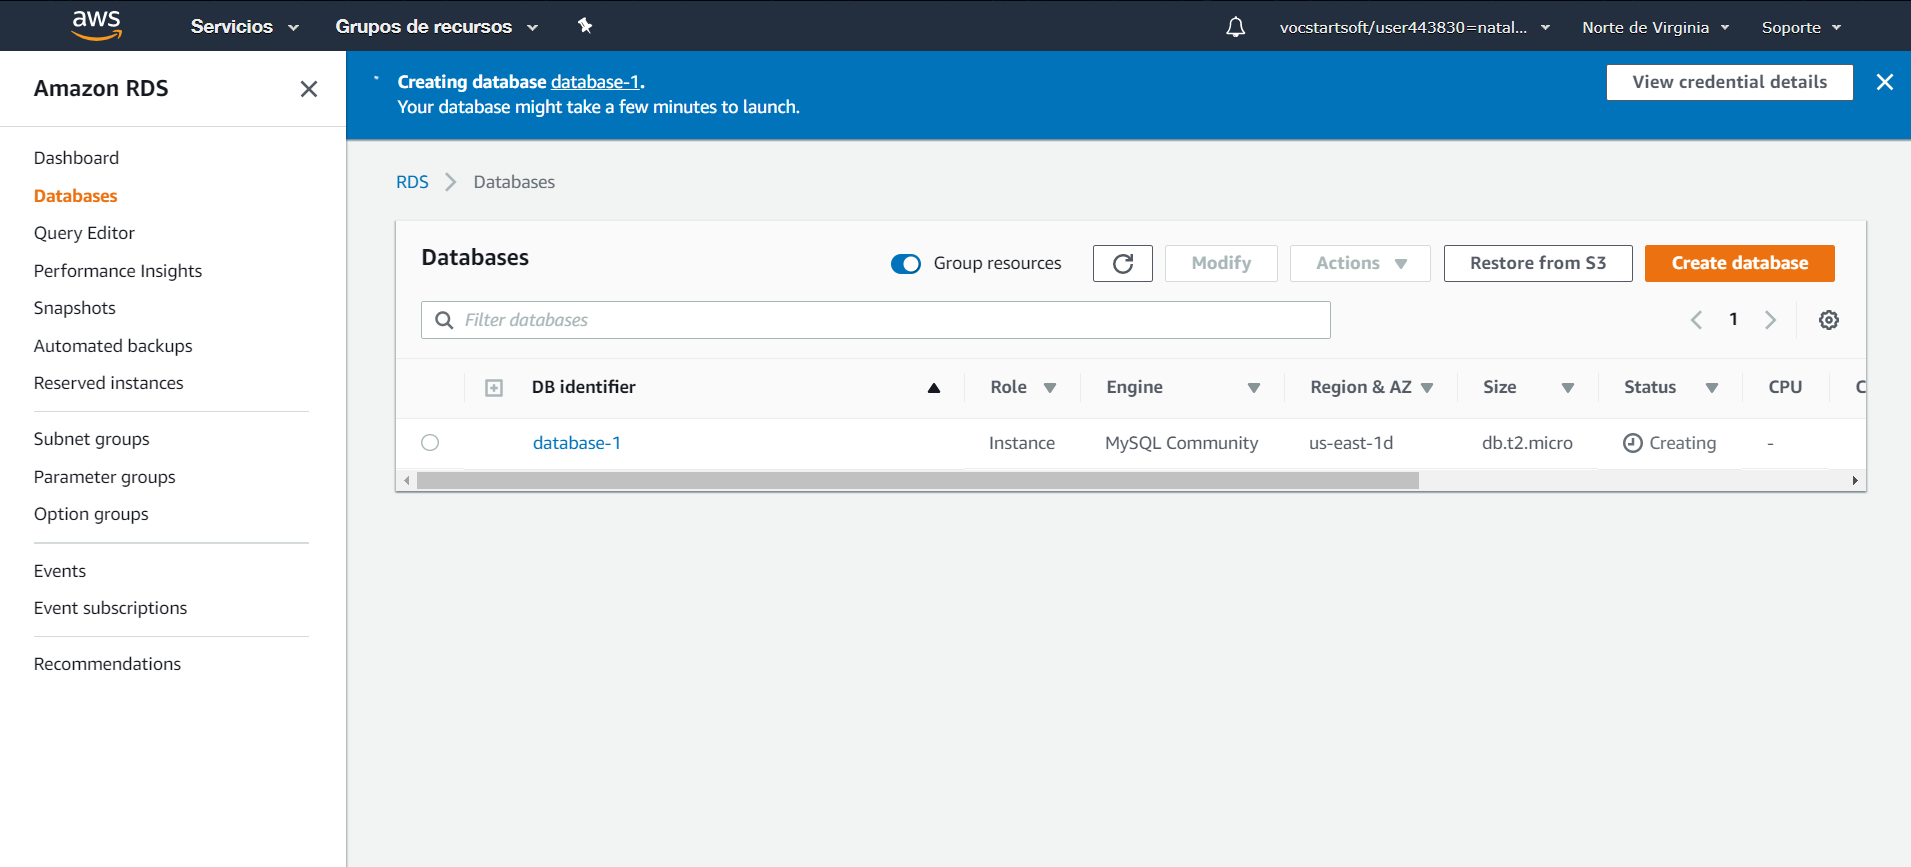 aws Servicios Grupos de recursos vocstartsoft/user443830=natal... Norte de Virginia Soporte
Amazon RDS
Dashboard
Databases
Query Editor
Performance Insights
Snapshots
Automated backups
Reserved instances
Subnet groups
Parameter groups
Option groups
Events
Event subscriptions
Recommendations
Creating database database-1.
Your database might take a few minutes to launch.
View credential details
RDS Databases
Databases Group resources Modify Actions Restore from S3 Create database
Filter databases 1
DB identifier Role Engine Region & AZ Size Status CPU C
database-1 Instance MySQL Community us-east-1d db.t2.micro Creating -